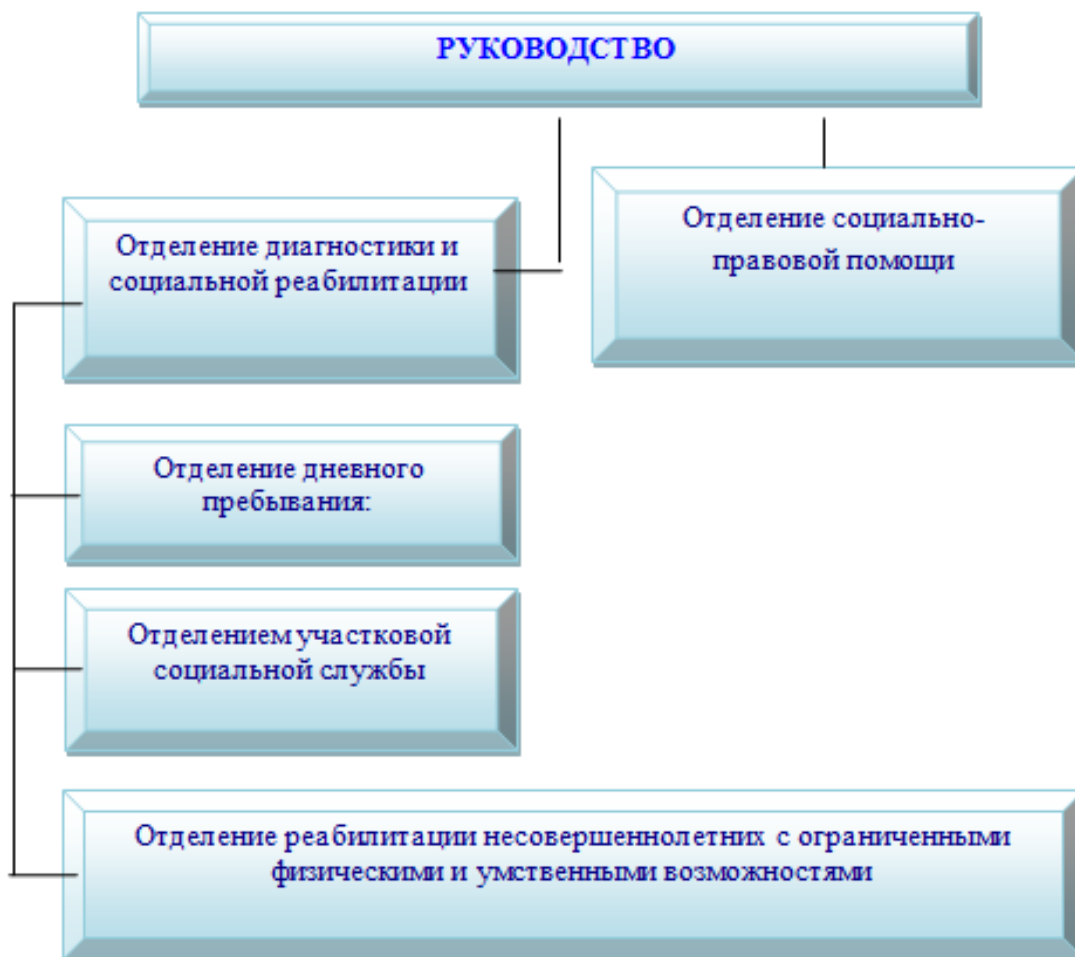 РУКОВОДСТВО
Отделение диагностики и
социальной реабилитации
Отделение социально-
правовой помощи
Отделение дневного
пребывания:
Отделением участковой
социальной службы
Отделение реабилитации несовершеннолетних с ограниченными
физическими и умственными возможностями